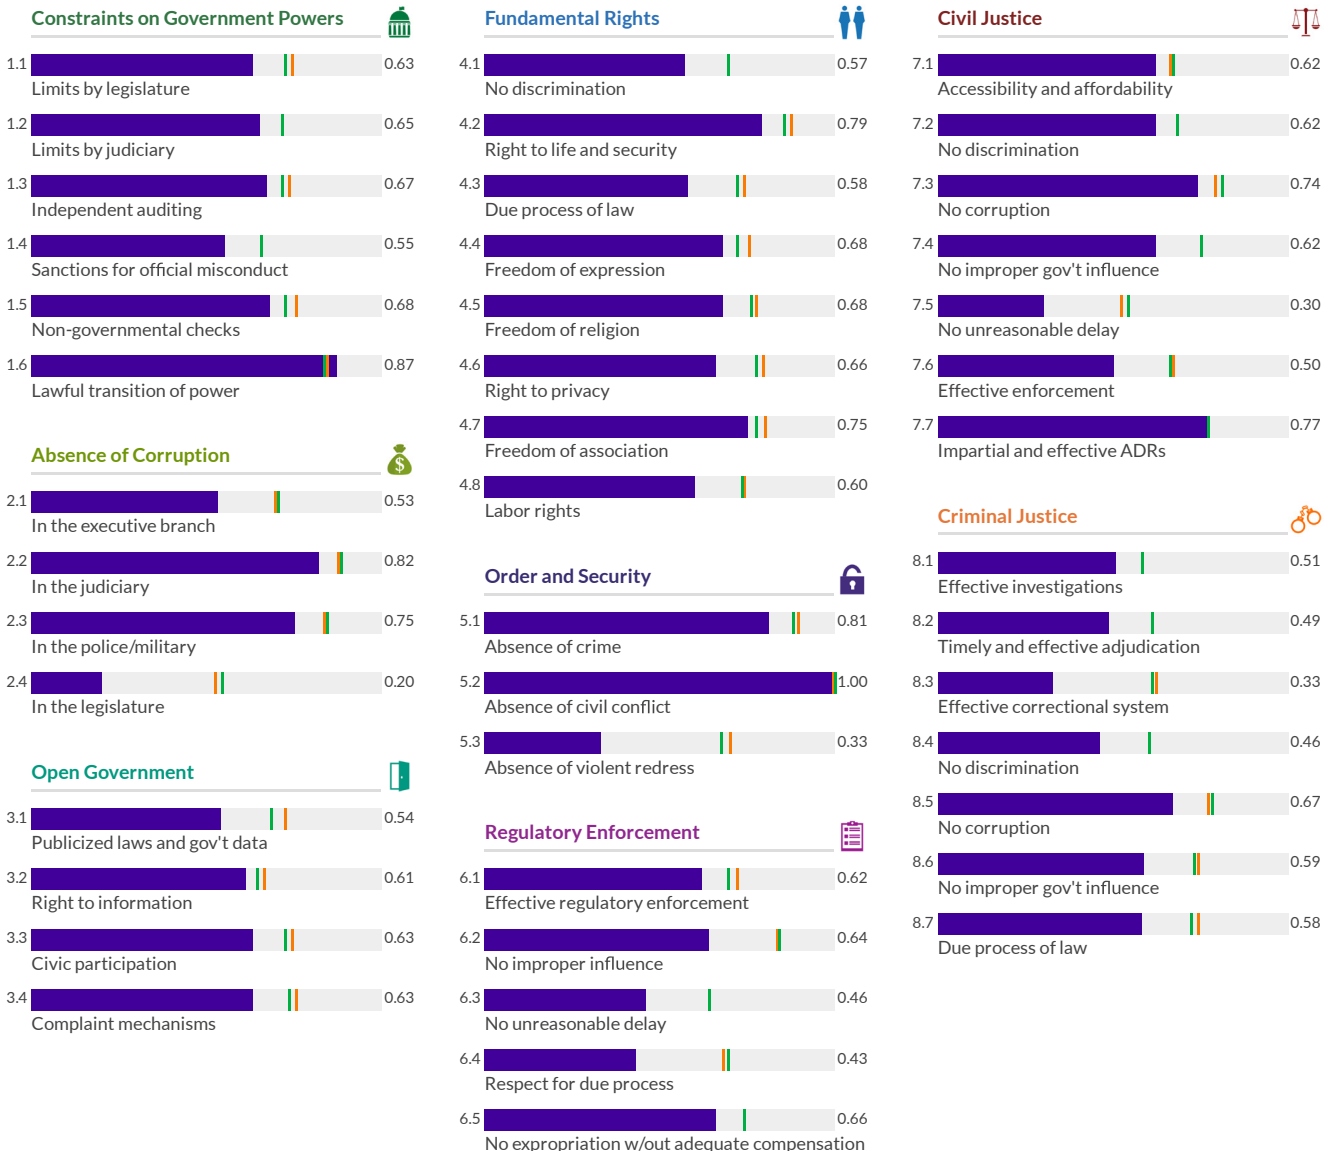 Constraints on Government Powers
1.1 0.63
Limits by legislature
1.2 0.65
Limits by judiciary
1.3 0.67
Independent auditing
1.4 0.55
Sanctions for official misconduct
1.5 0.68
Non-governmental checks
1.6 0.87
Lawful transition of power
Absence of Corruption
$
2.1 0.53
In the executive branch
2.2 0.82
In the judiciary
2.3 0.75
In the police/military
2.4 0.20
In the legislature
Open Government
3.1 0.54
Publicized laws and gov't data
3.2 0.61
Right to information
3.3 0.63
Civic participation
3.4 0.63
Complaint mechanisms
Fundamental Rights
4.1 0.57
No discrimination
4.2 0.79
Right to life and security
4.3 0.58
Due process of law
4.4 0.68
Freedom of expression
4.5 0.68
Freedom of religion
4.6 0.66
Right to privacy
4.7 0.75
Freedom of association
4.8 0.60
Labor rights
Order and Security
5.1 0.81
Absence of crime
5.2 1.00
Absence of civil conflict
5.3 0.33
Absence of violent redress
Regulatory Enforcement
6.1 0.62
Effective regulatory enforcement
6.2 0.64
No improper influence
6.3 0.46
No unreasonable delay
6.4 0.43
Respect for due process
6.5 0.66
No expropriation w/out adequate compensation
Civil Justice
7.1 0.62
Accessibility and affordability
7.2 0.62
No discrimination
7.3 0.74
No corruption
7.4 0.62
No improper gov't influence
7.5 0.30
No unreasonable delay
7.6 0.50
Effective enforcement
7.7 0.77
Impartial and effective ADRs
Criminal Justice
8.1 0.51
Effective investigations
8.2 0.49
Timely and effective adjudication
8.3 0.33
Effective correctional system
8.4 0.46
No discrimination
8.5 0.67
No corruption
8.6 0.59
No improper gov't influence
8.7 0.58
Due process of law